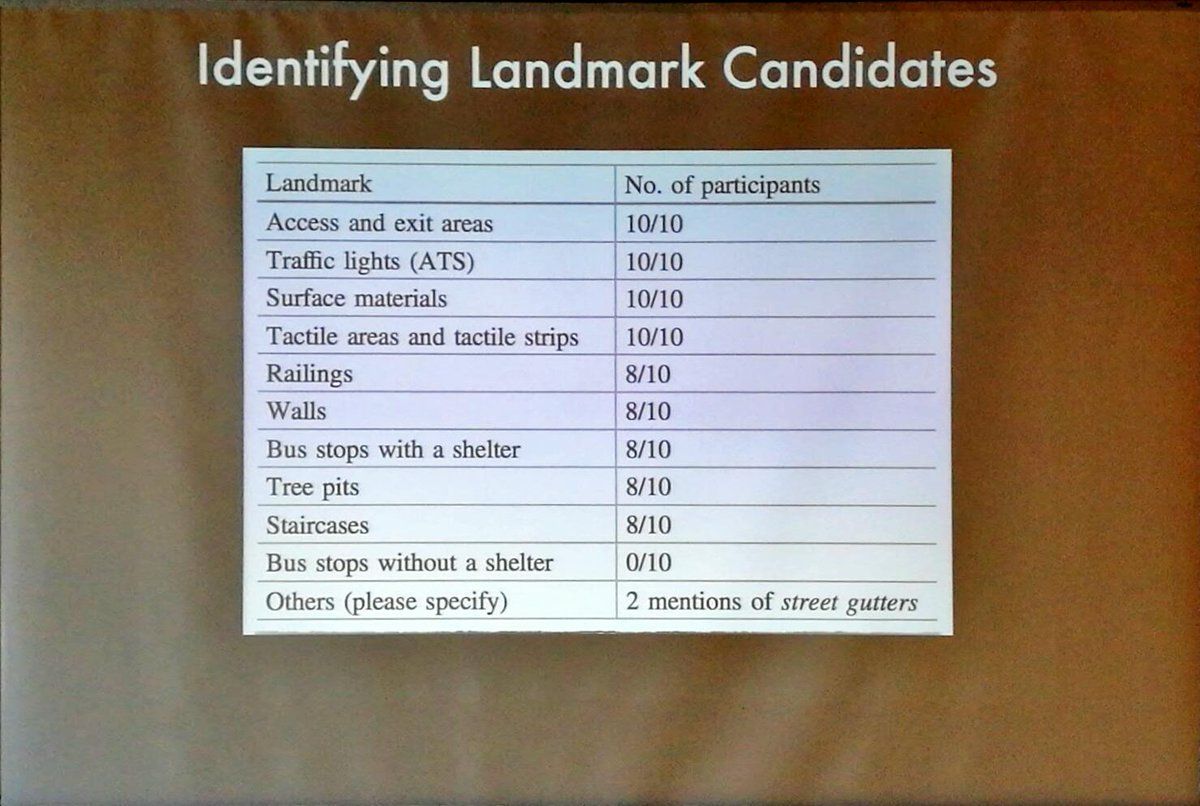 Identifying Landmark Candidates
Landmark No. of participants
Access and exit areas 10/10
Traffic lights (ATS) 10/10
Surface materials 10/10
Tactile areas and tactile strips 10/10
Railings 8/10
Walls 8/10
Bus stops with a shelter 8/10
Tree pits 8/10
Staircases 8/10
Bus stops without a shelter 0/10
Others (please specify) 2 mentions of street gutters